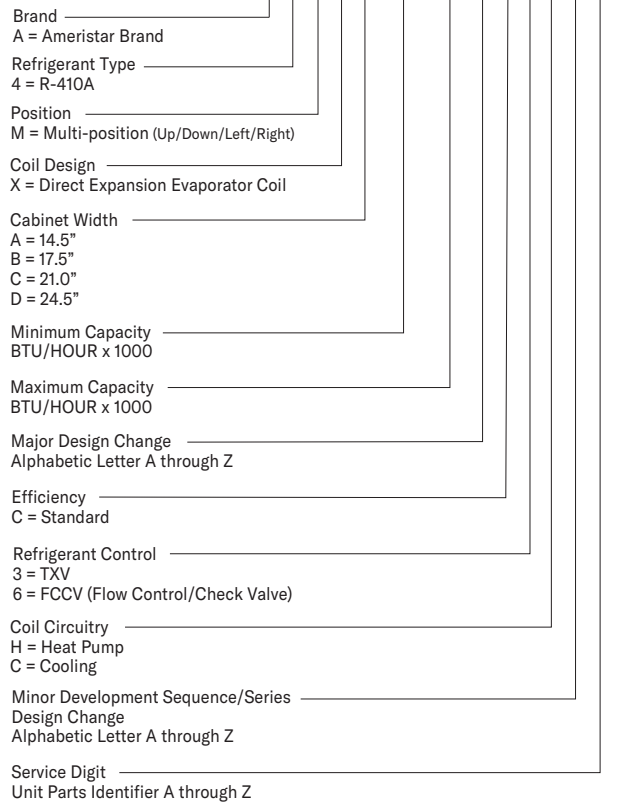 Brand
A = Ameristar Brand
Refrigerant Type
4 = R-410A
Position
M = Multi-position (Up/Down/Left/Right)
Coil Design
X = Direct Expansion Evaporator Coil
Cabinet Width
A = 14.5”
B = 17.5”
C = 21.0”
D = 24.5”
Minimum Capacity
BTU/HOUR x 1000
Maximum Capacity
BTU/HOUR x 1000
Major Design Change
Alphabetic Letter A through Z
Efficiency
C = Standard
Refrigerant Control
3 = TXV
6 = FCCV (Flow Control/Check Valve)
Coil Circuitry
H = Heat Pump
C = Cooling
Minor Development Sequence/Series
Design Change
Alphabetic Letter A through Z
Service Digit
Unit Parts Identifier A through Z